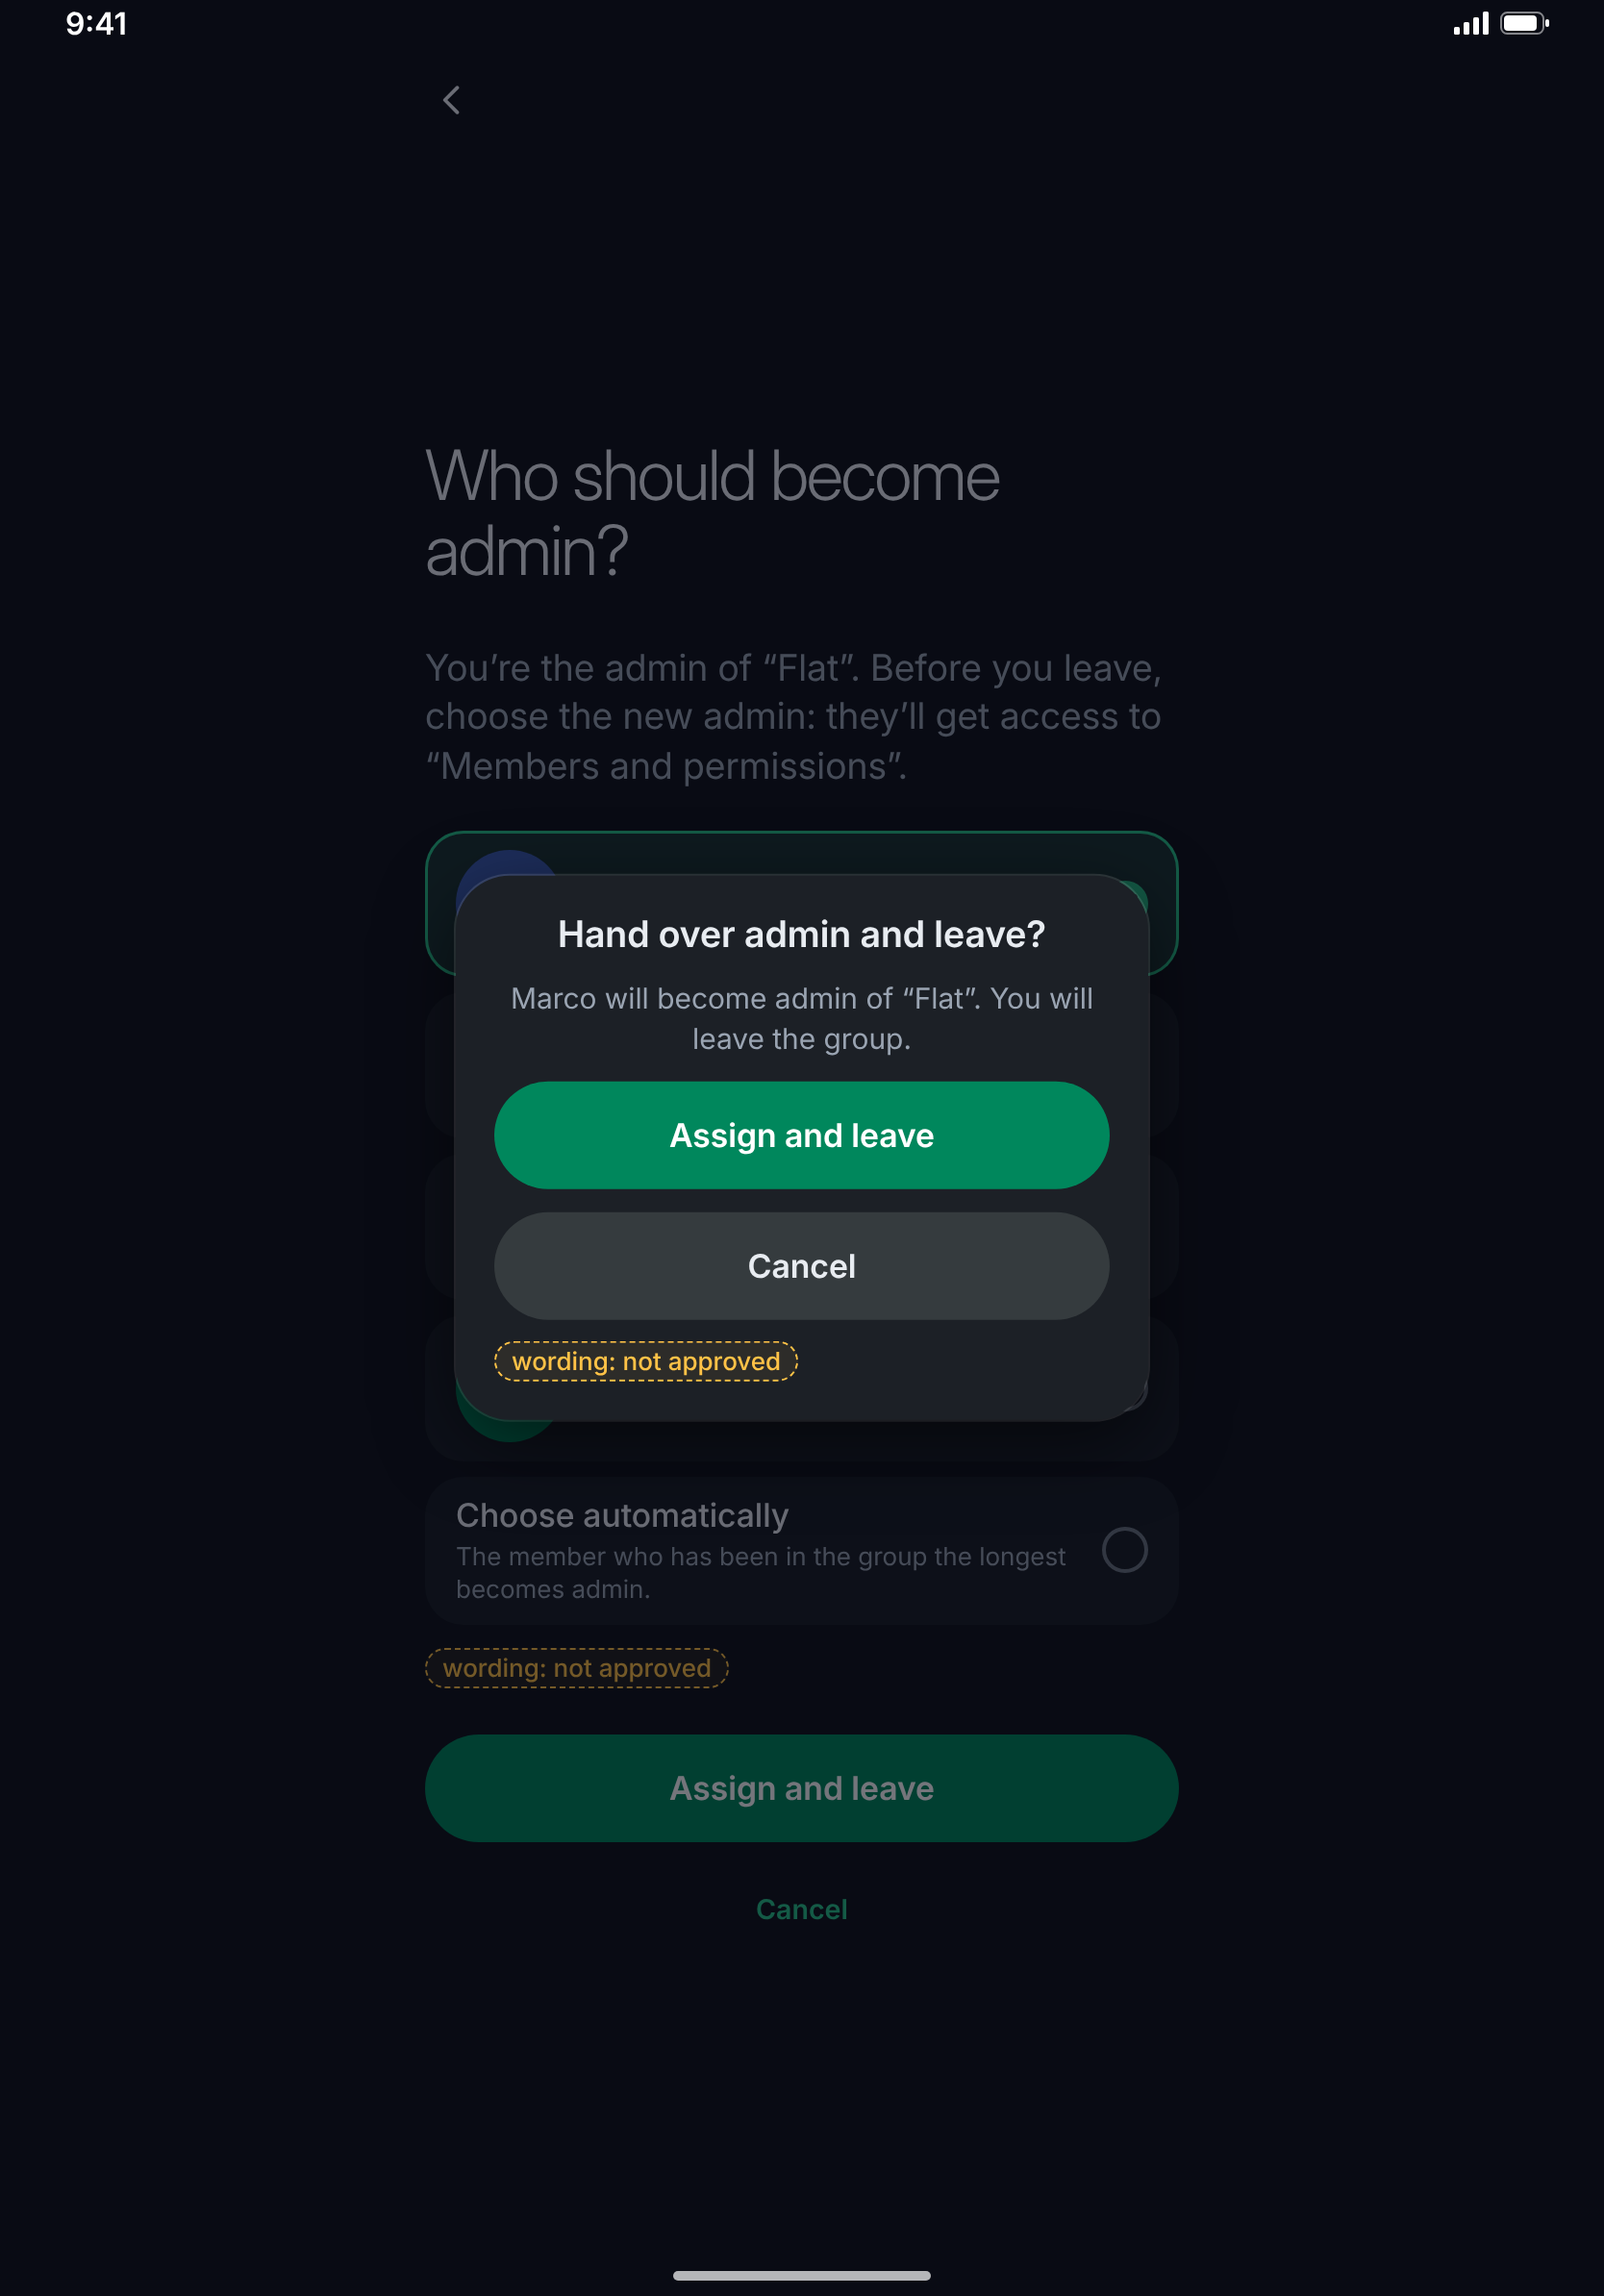 9:41
Who should become
admin?
You’re the admin of “Flat”. Before you leave,
choose the new admin: they’ll get access to
“Members and permissions”.
Hand over admin and leave?
Marco will become admin of “Flat”. You will
leave the group.
Assign and leave
Cancel
wording: not approved
Choose automatically
The member who has been in the group the longest
becomes admin.
wording: not approved
Assign and leave
Cancel